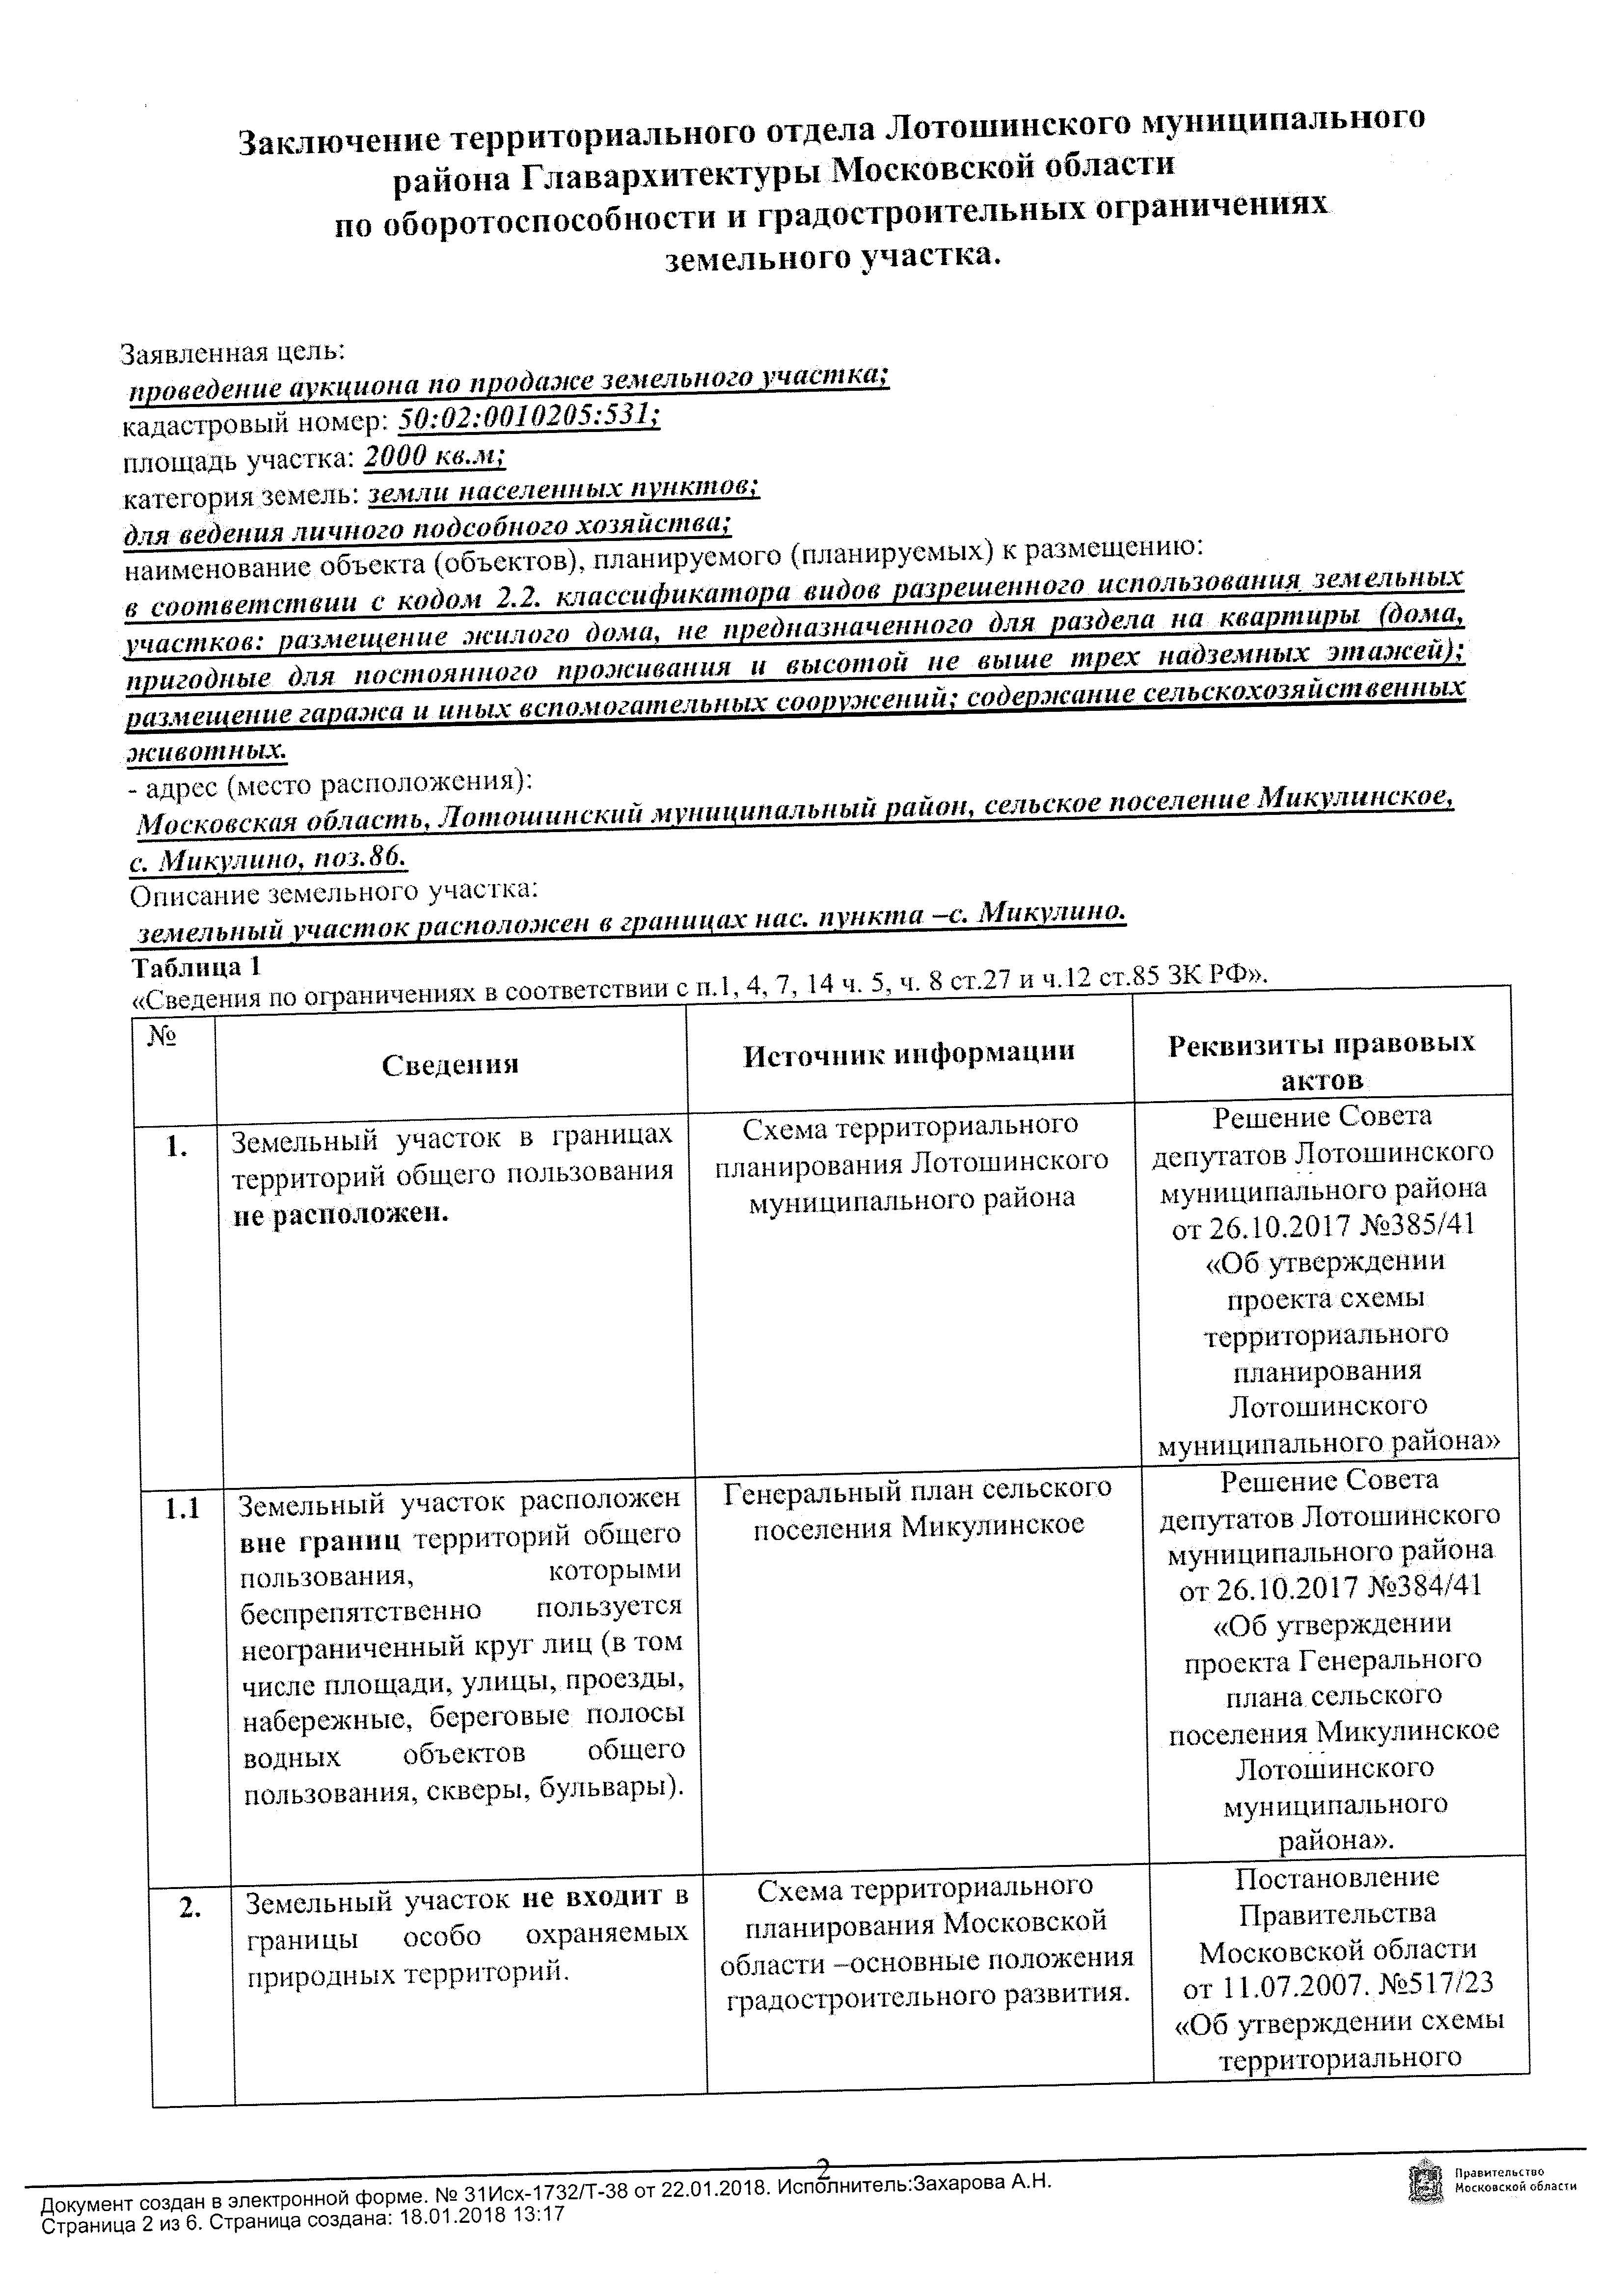 Заключение территориального отдела Лотошинского муниципального
района Главархитектуры Московской области
по оборотоспособности и градостроительных ограничениях
земельного участка.
Заявленная цель:
проведение аукциона по продаже земельного участка;
кадастровый номер: 50:02:0010205:531;
площадь участка: 2000 кв.м;
категория земель: земли населенных пунктов;
для ведения личного подсобного хозяйства;
наименование объекта (объектов), планируемого (планируемых) к размещению:
в соответствии с кодом 2.2. классификатора видов разрешенного использования земельных
участков: размещение жилого дома, не предназначенного для раздела на квартиры (дома,
пригодные для постоянного проживания и высотой не выше трех надземных этажей);
размещение гаража и иных вспомогательных сооружений; содержание сельскохозяйственных
животных.
- адрес (место расположения):
Московская область, Лотошинский муниципальный район, сельское поселение Микулинское,
с. Микулино, поз.86.
Описание земельного участка:
земельный участок расположен в границах нас. пункта –с. Микулино.
Таблица 1
«Сведения по ограничениях в соответствии с п.1, 4, 7, 14 ч. 5, ч. 8 ст.27 и ч.12 ст.85 ЗК РФ».
№
Сведения
Источник информации
Реквизиты правовых
актов
1.
Земельный участок в границах
территорий общего пользования
не расположен.
Схема территориального
планирования Лотошинского
муниципального района
Решение Совета
депутатов Лотошинского
муниципального района
от 26.10.2017 №385/41
«Об утверждении
проекта схемы
территориального
планирования
Лотошинского
муниципального района»
1.1
Земельный участок расположен
вне границ территорий общего
пользования, которыми
беспрепятственно пользуется
неограниченный круг лиц (в том
числе площади, улицы, проезды,
набережные, береговые полосы
водных объектов общего
пользования, скверы, бульвары).
Генеральный план сельского
поселения Микулинское
Решение Совета
депутатов Лотошинского
муниципального района
от 26.10.2017 №384/41
«Об утверждении
проекта Генерального
плана сельского
поселения Микулинское
Лотошинского
муниципального
района».
2.
Земельный участок не входит в
границы особо охраняемых
природных территорий.
Схема территориального
планирования Московской
области –основные положения
градостроительного развития.
Постановление
Правительства
Московской области
от 11.07.2007. №517/23
«Об утверждении схемы
территориального
2
Документ создан в электронной форме. № 31Исх-1732/Т-38 от 22.01.2018. Исполнитель:Захарова А.Н.
Страница 2 из 6. Страница создана: 18.01.2018 13:17
Правительство
Московской области